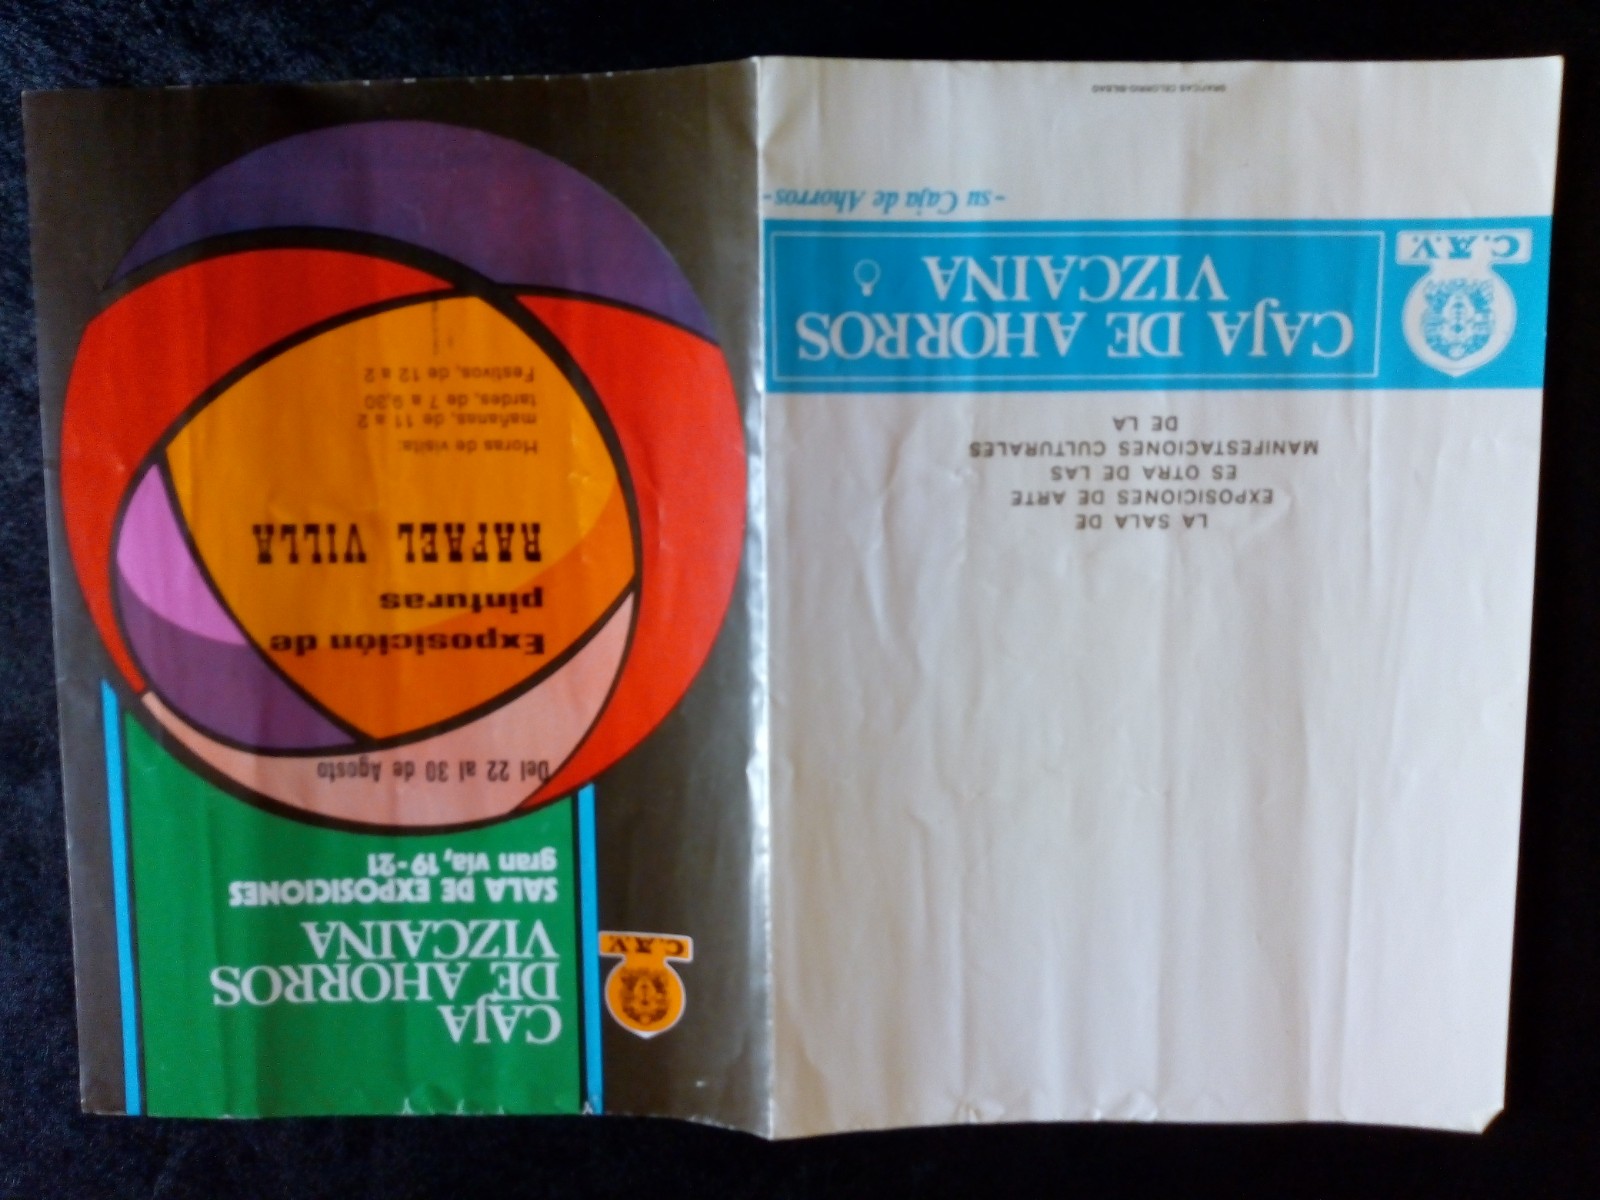 CAJA
DE AHORROS
VIZCAINA
SALA DE EXPOSICIONES
gran vía, 19-21
C.A.V.
Del 22 al 30 de Agosto
Exposición de
pinturas
RAFAEL VILLA
Horas de visita:
mañanas, de 11 a 2
tardes, de 7 a 9,30
Festivos, de 12 a 2
LA SALA DE
EXPOSICIONES DE ARTE
ES OTRA DE LAS
MANIFESTACIONES CULTURALES
DE LA
CAJA DE AHORROS
VIZCAINA
C.A.V.
-su Caja de Ahorros-
GRAFICAS CELORRIO-BILBAO